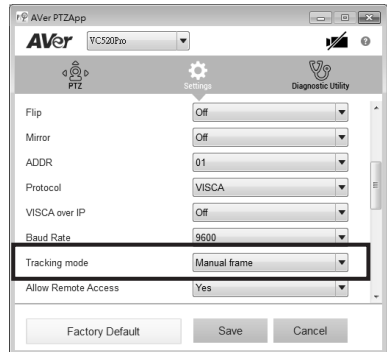 AVer PTZApp
AVer VC520Pro
PTZ Settings Diagnostic Utility
Flip Off
Mirror Off
ADDR 01
Protocol VISCA
VISCA over IP Off
Baud Rate 9600
Tracking mode Manual frame
Allow Remote Access Yes
Factory Default Save Cancel